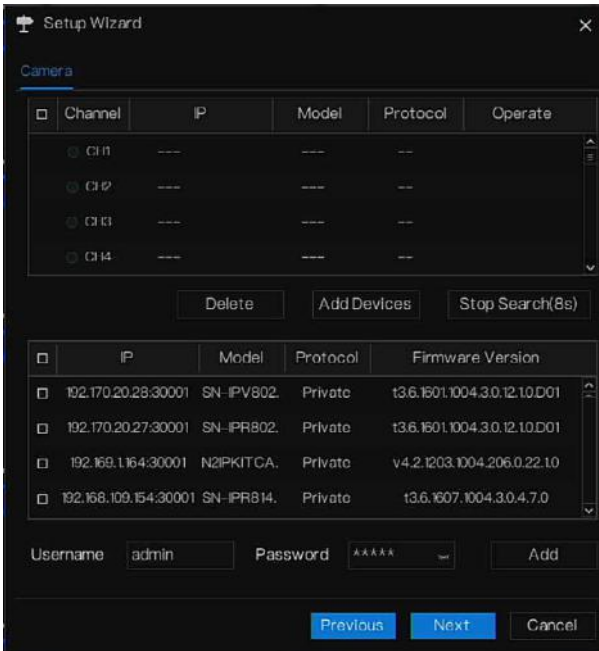 Setup Wizard
Camera
Channel IP Model Protocol Operate
CH1 --- --- --
CH2 --- --- --
CH3 --- --- --
CH4 --- --- --
Delete Add Devices Stop Search(8s)
IP Model Protocol Firmware Version
192.170.20.28:30001 SN-IPV802. Private t3.6.1601.1004.3.0.12.1.0.D01
192.170.20.27:30001 SN-IPR802. Private t3.6.1601.1004.3.0.12.1.0.D01
192.169.1.164:30001 N2IPKITCA. Private v4.2.1203.1004.206.0.22.1.0
192.168.109.154:30001 SN-IPR814. Private t3.6.1607.1004.3.0.4.7.0
Username admin Password ***** Add
Previous Next Cancel